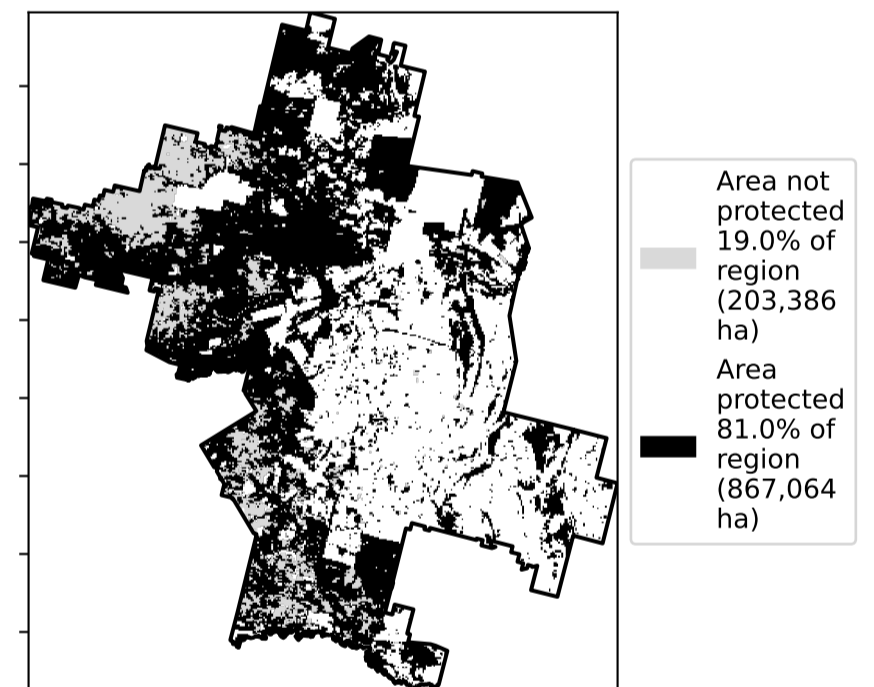 Area not
protected
19.0% of
region
(203,386
ha)
Area
protected
81.0% of
region
(867,064
ha)